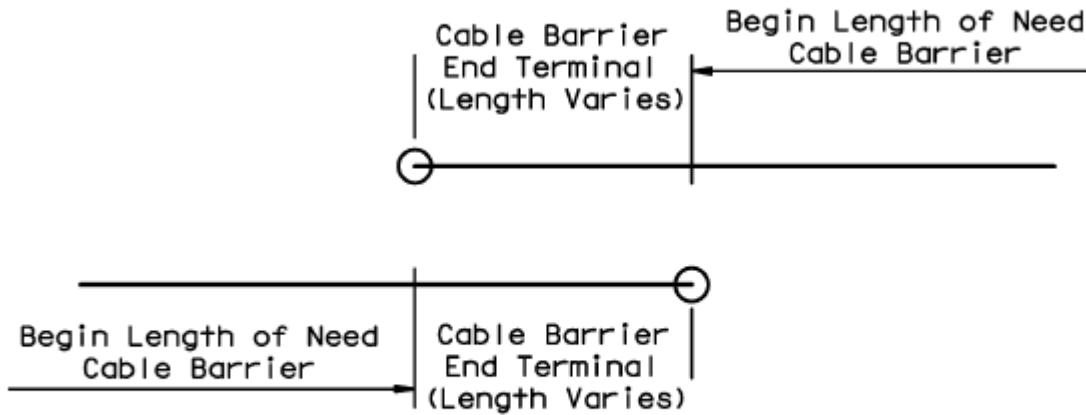 Cable Barrier
End Terminal
(Length Varies)
Begin Length of Need
Cable Barrier
Begin Length of Need
Cable Barrier
Cable Barrier
End Terminal
(Length Varies)